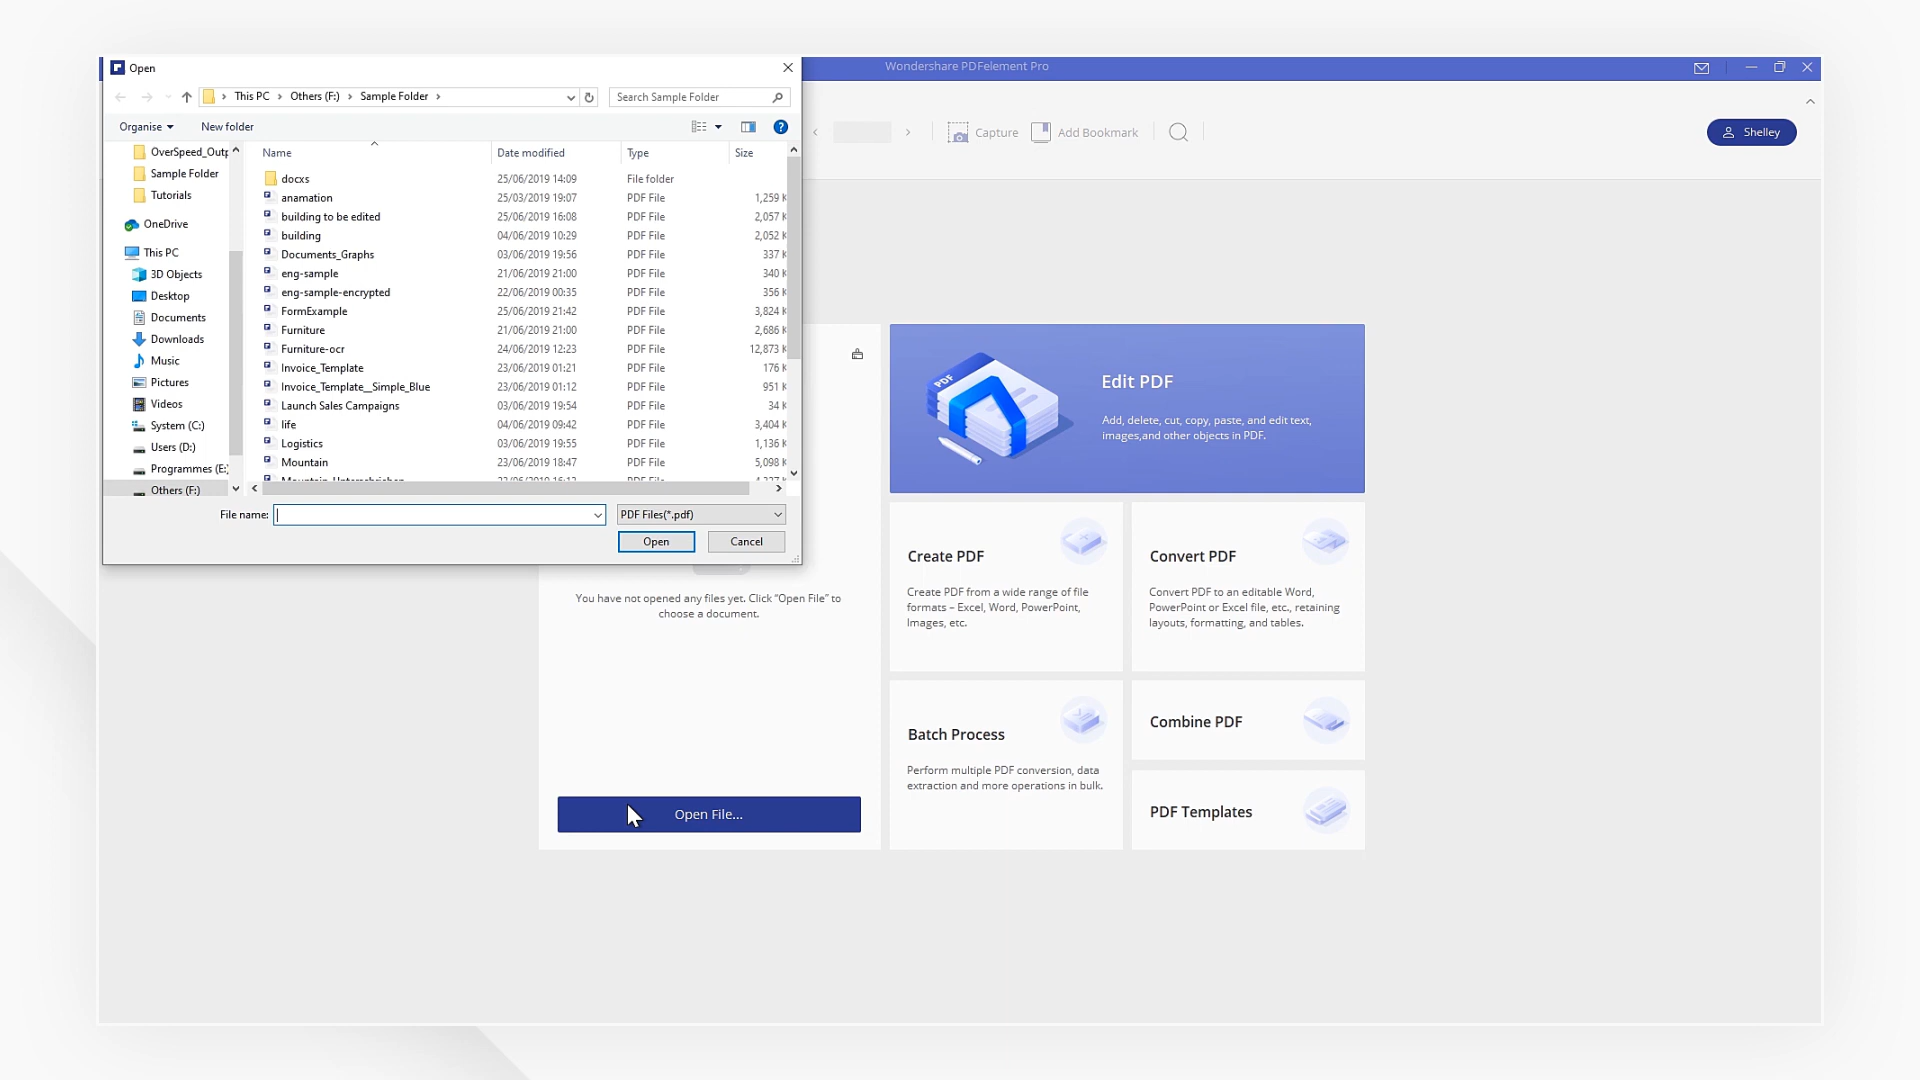 Open
Wondershare PDFelement Pro
This PC > Others (F:) > Sample Folder >
Search Sample Folder
Organise
New folder
Capture
Add Bookmark
Shelley
OverSpeed_Outp
Sample Folder
Tutorials
OneDrive
This PC
3D Objects
Desktop
Documents
Downloads
Music
Pictures
Videos
System (C:)
Users (D:)
Programmes (E:)
Others (F:)
Name Date modified Type Size
docxs 25/06/2019 14:09 File folder
anamation 25/03/2019 19:07 PDF File 1,259 K
building to be edited 25/06/2019 16:08 PDF File 2,057 K
building 04/06/2019 10:29 PDF File 2,052 K
Documents_Graphs 03/06/2019 19:56 PDF File 337 K
eng-sample 21/06/2019 21:00 PDF File 340 K
eng-sample-encrypted 22/06/2019 00:35 PDF File 356 K
FormExample 25/06/2019 21:42 PDF File 3,824 K
Furniture 21/06/2019 21:00 PDF File 2,686 K
Furniture-ocr 24/06/2019 12:23 PDF File 12,873 K
Invoice_Template 23/06/2019 01:21 PDF File 176 K
Invoice_Template__Simple_Blue 23/06/2019 01:12 PDF File 951 K
Launch Sales Campaigns 03/06/2019 19:54 PDF File 34 K
life 04/06/2019 09:42 PDF File 3,404 K
Logistics 03/06/2019 19:55 PDF File 1,136 K
Mountain 23/06/2019 18:47 PDF File 5,098 K
File name:
PDF Files(*.pdf)
Open
Cancel
You have not opened any files yet. Click “Open File” to
choose a document.
Open File...
PDF
Edit PDF
Add, delete, cut, copy, paste, and edit text,
images,and other objects in PDF.
Create PDF
Create PDF from a wide range of file
formats – Excel, Word, PowerPoint,
Images, etc.
Convert PDF
Convert PDF to an editable Word,
PowerPoint or Excel file, etc., retaining
layouts, formatting, and tables.
Batch Process
Perform multiple PDF conversion, data
extraction and more operations in bulk.
Combine PDF
PDF Templates